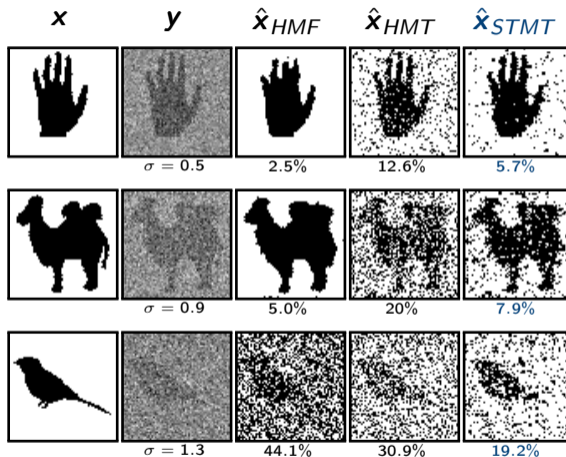 x y x̂HMF x̂HMT x̂STMT
σ = 0.5 2.5% 12.6% 5.7%
σ = 0.9 5.0% 20% 7.9%
σ = 1.3 44.1% 30.9% 19.2%